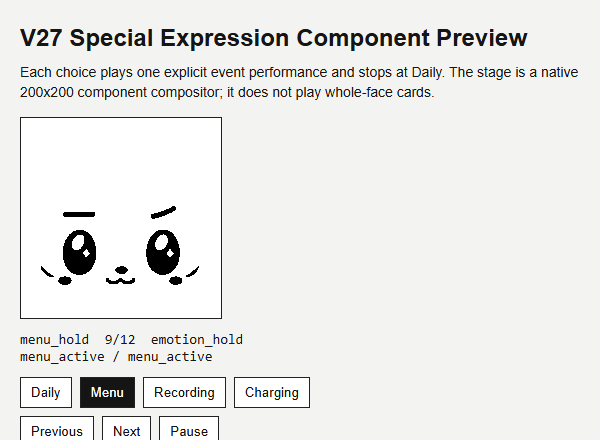 V27 Special Expression Component Preview
Each choice plays one explicit event performance and stops at Daily. The stage is a native
200x200 component compositor; it does not play whole-face cards.
menu_hold  9/12  emotion_hold
menu_active / menu_active
Daily Menu Recording Charging
Previous Next Pause